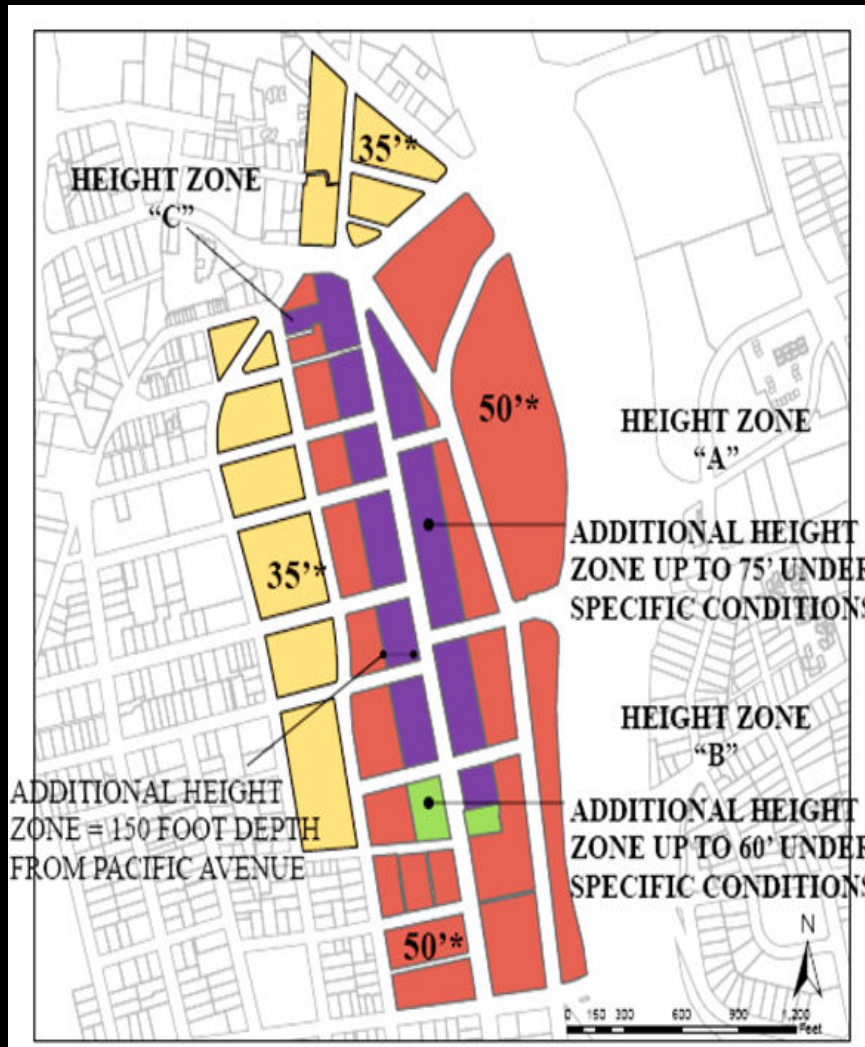 35'*
HEIGHT ZONE
“C”
50'*
HEIGHT ZONE
“A”
ADDITIONAL HEIGHT
ZONE UP TO 75’ UNDER
SPECIFIC CONDITIONS
35'*
HEIGHT ZONE
“B”
ADDITIONAL HEIGHT
ZONE = 150 FOOT DEPTH
FROM PACIFIC AVENUE
ADDITIONAL HEIGHT
ZONE UP TO 60’ UNDER
SPECIFIC CONDITIONS
50'*
N
0 150 300 600 900 1,200
Feet